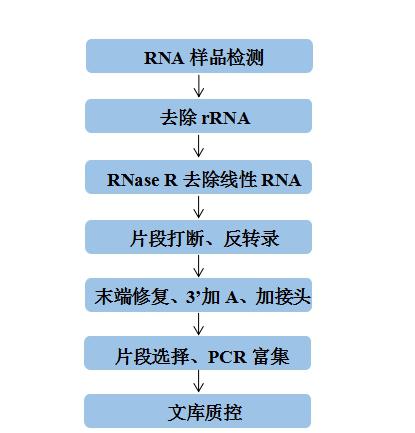 RNA 样品检测
去除 rRNA
RNase R 去除线性 RNA
片段打断、反转录
末端修复、3’加 A、加接头
片段选择、PCR 富集
文库质控